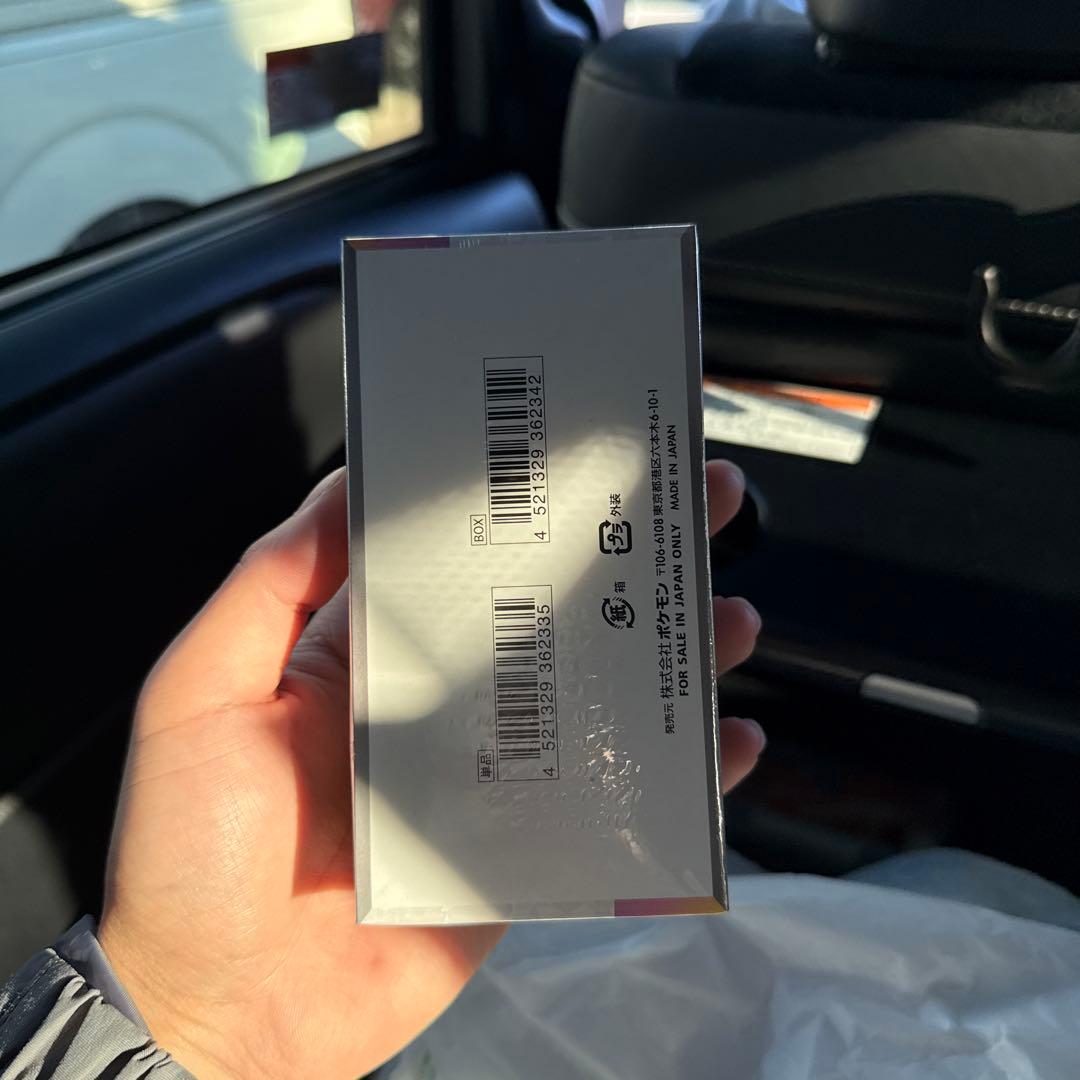 BOX
4 521329 362342
単品
4 521329 362335
プラ 外装
紙 箱
発売元 株式会社ポケモン 〒106-6108 東京都港区六本木6-10-1
FOR SALE IN JAPAN ONLY MADE IN JAPAN